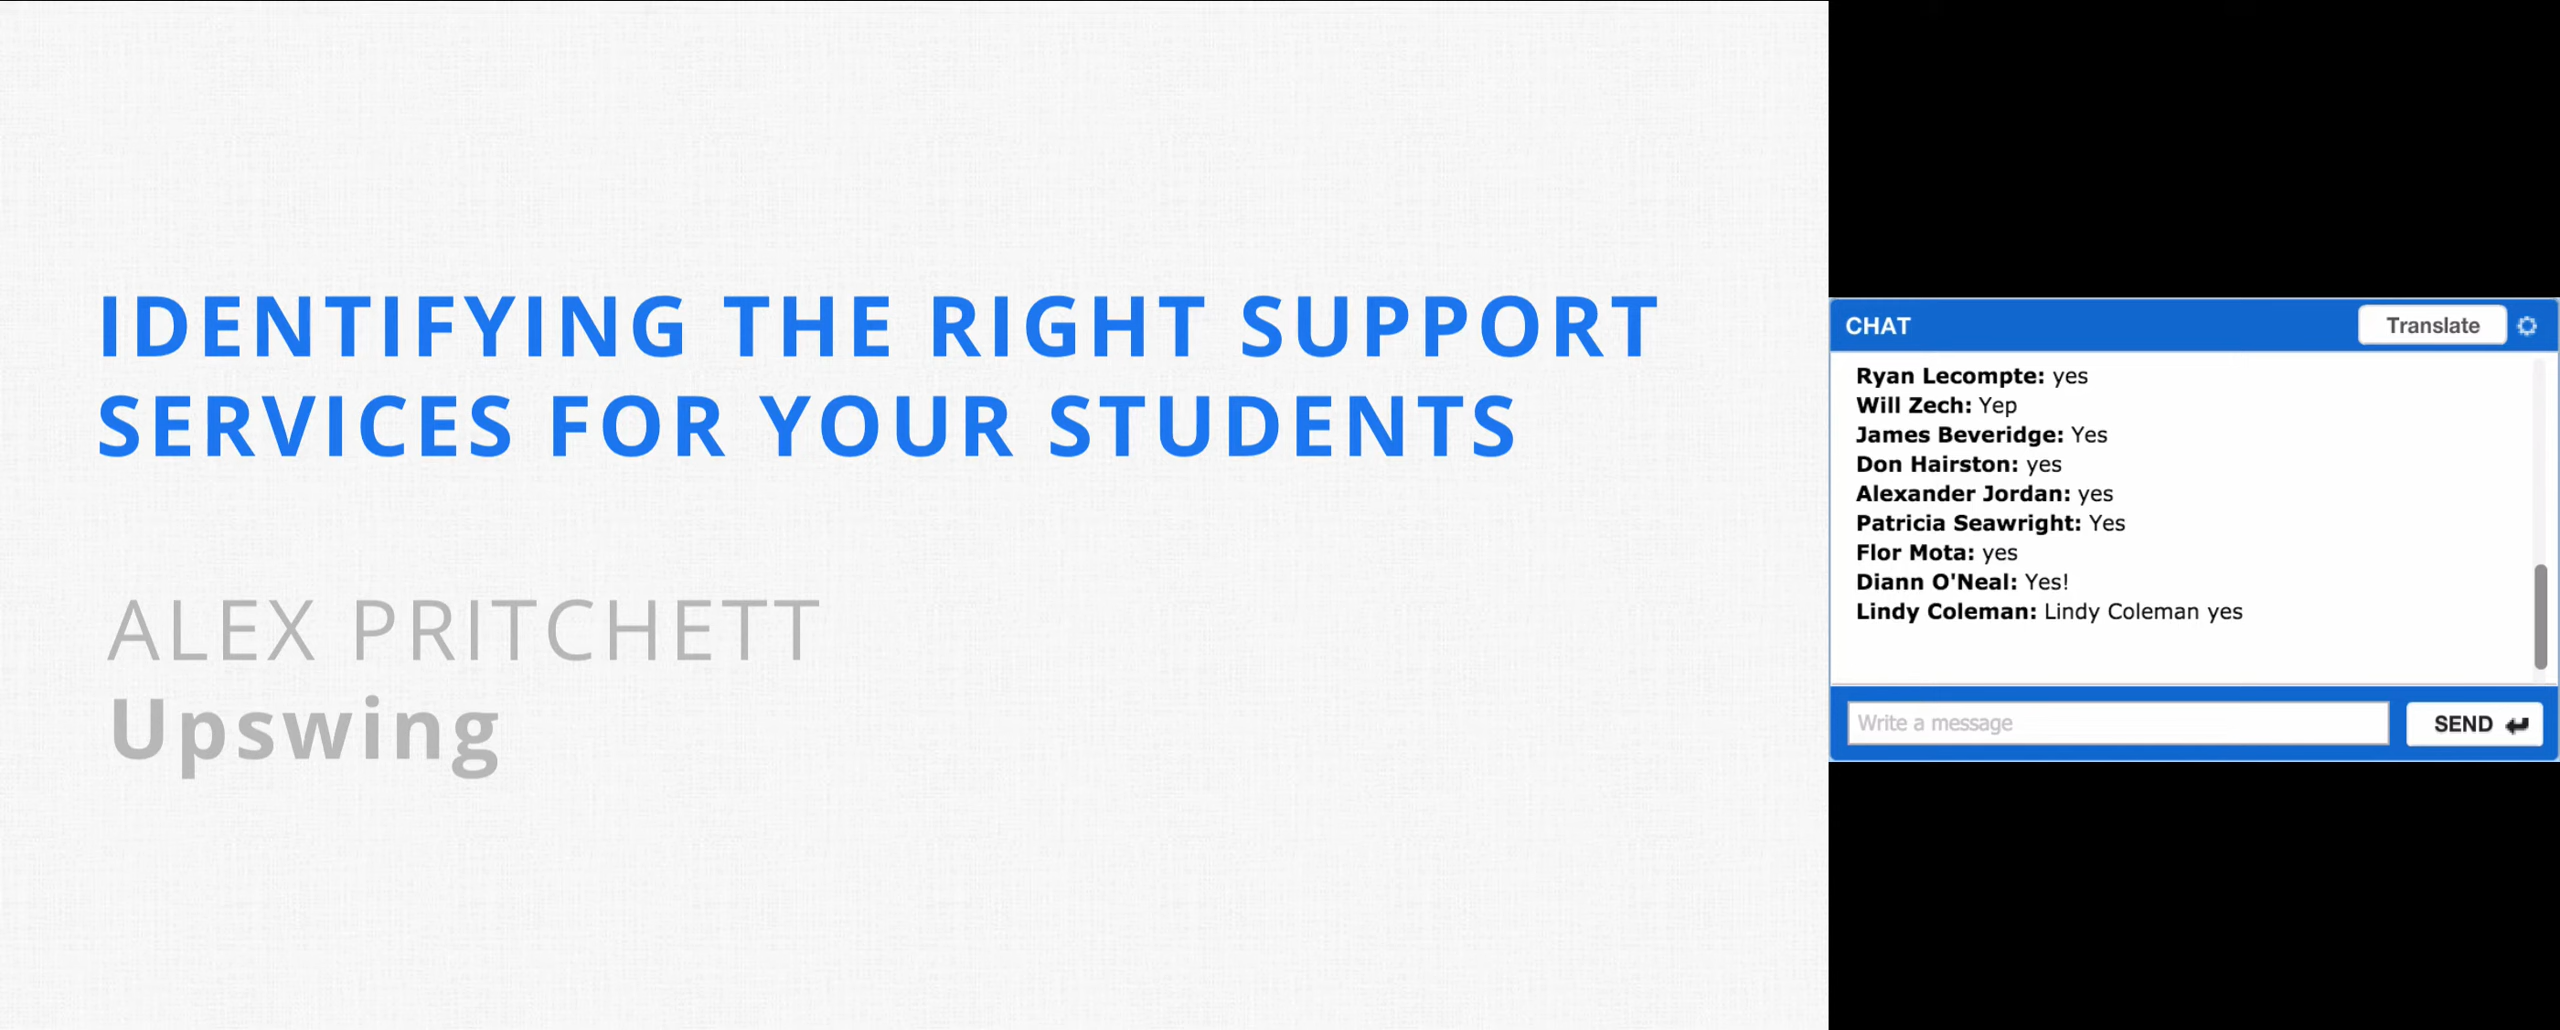 IDENTIFYING THE RIGHT SUPPORT
SERVICES FOR YOUR STUDENTS
ALEX PRITCHETT
Upswing
CHAT
Translate
Ryan Lecompte: yes
Will Zech: Yep
James Beveridge: Yes
Don Hairston: yes
Alexander Jordan: yes
Patricia Seawright: Yes
Flor Mota: yes
Diann O'Neal: Yes!
Lindy Coleman: Lindy Coleman yes
Write a message
SEND